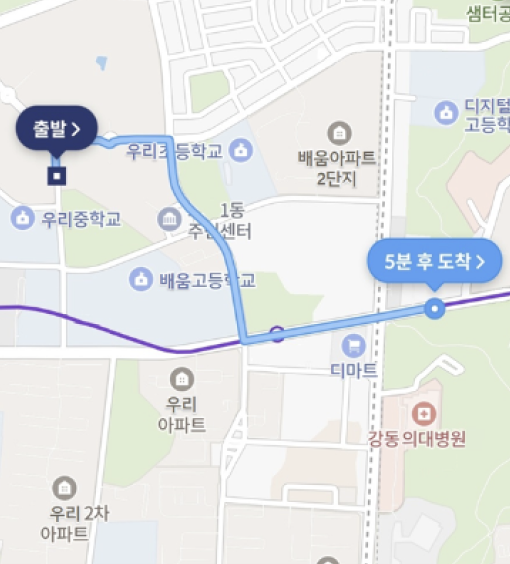 샘터공
디지털
고등학
출발 >
우리초등학교
배움아파트
2단지
우리중학교
1동
주민센터
5분 후 도착 >
배움고등학교
디마트
우리
아파트
강동의대병원
우리 2차
아파트